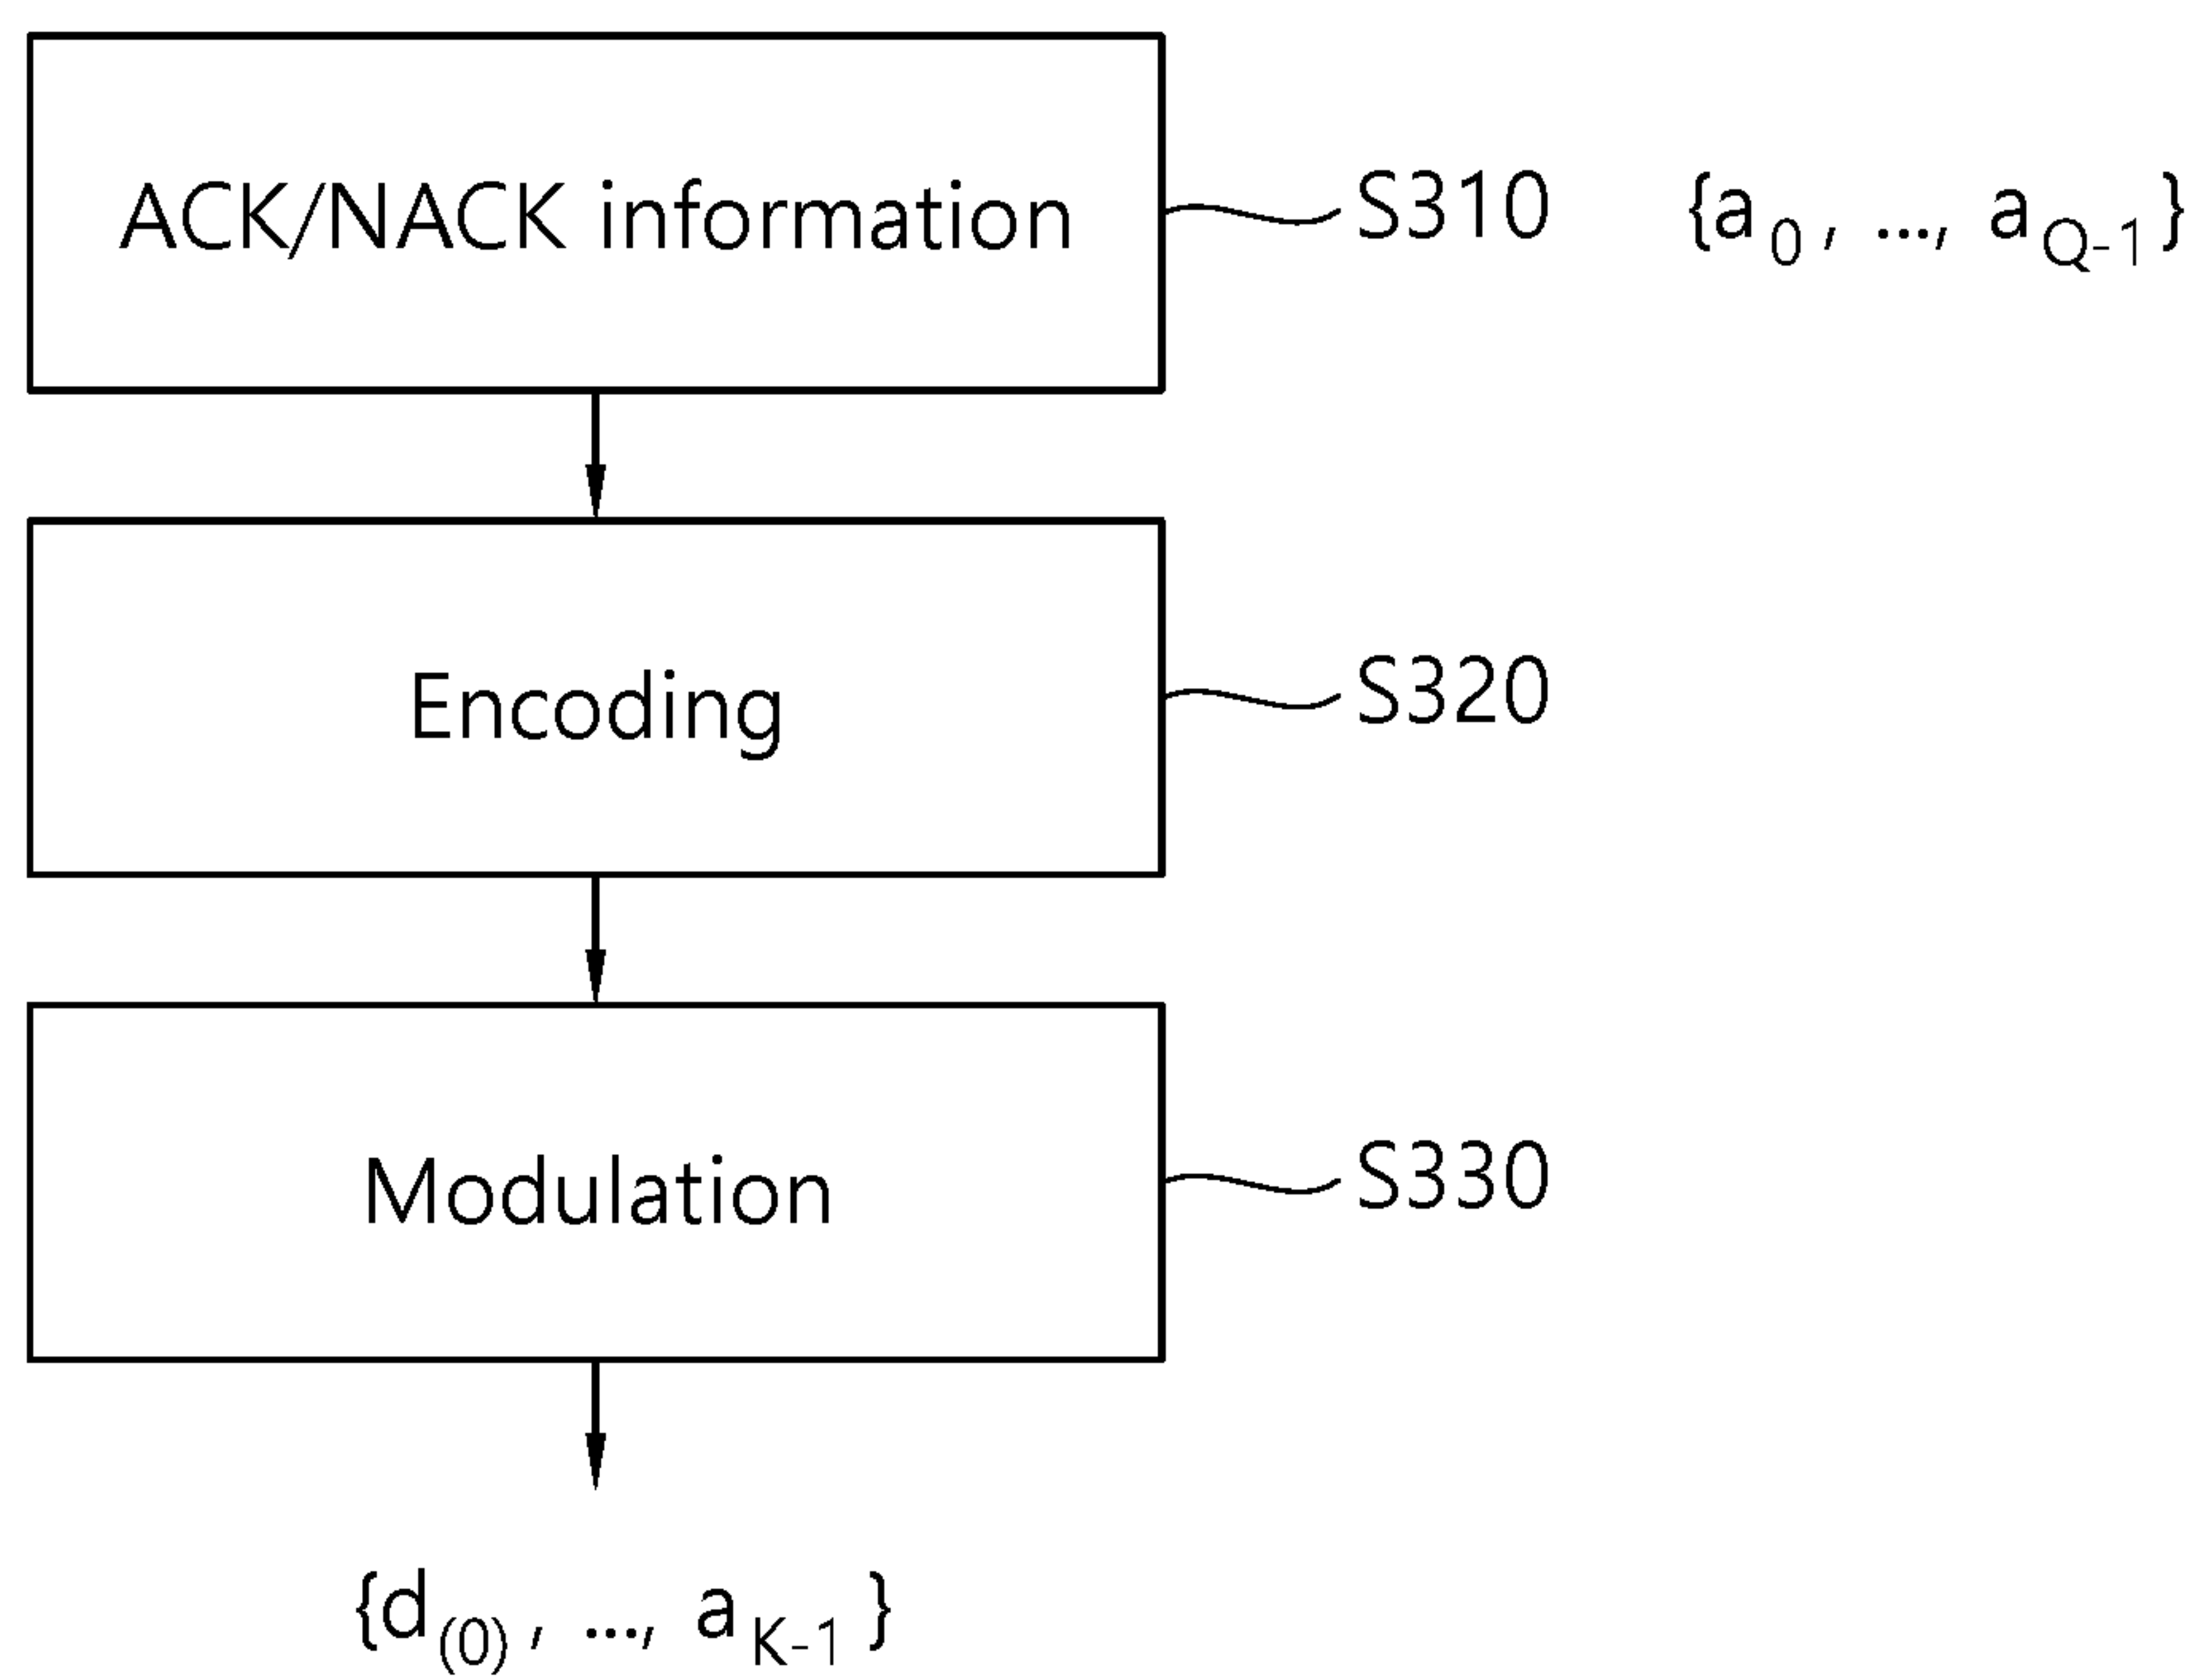 ACK/NACK information S310 {a0, ..., aQ-1}
Encoding S320
Modulation S330
{d(0), ..., aK-1 }